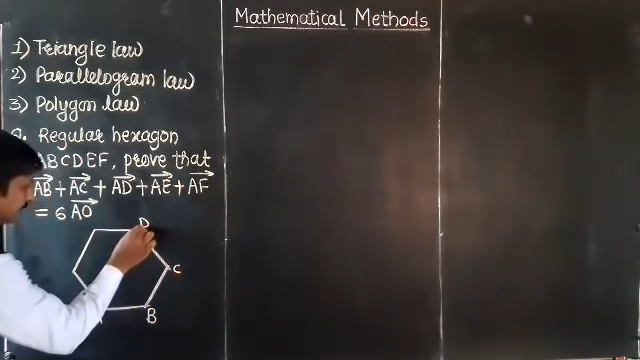 Mathematical Methods
1) Triangle law
2) Parallelogram law
3) Polygon law
Regular hexagon
ABCDEF, prove that
AB + AC + AD + AE + AF
= 6 AO
D
C
B